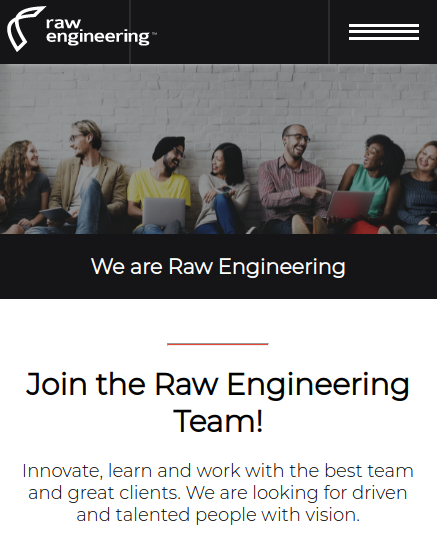 raw
engineering™
We are Raw Engineering
Join the Raw Engineering
Team!
Innovate, learn and work with the best team
and great clients. We are looking for driven
and talented people with vision.